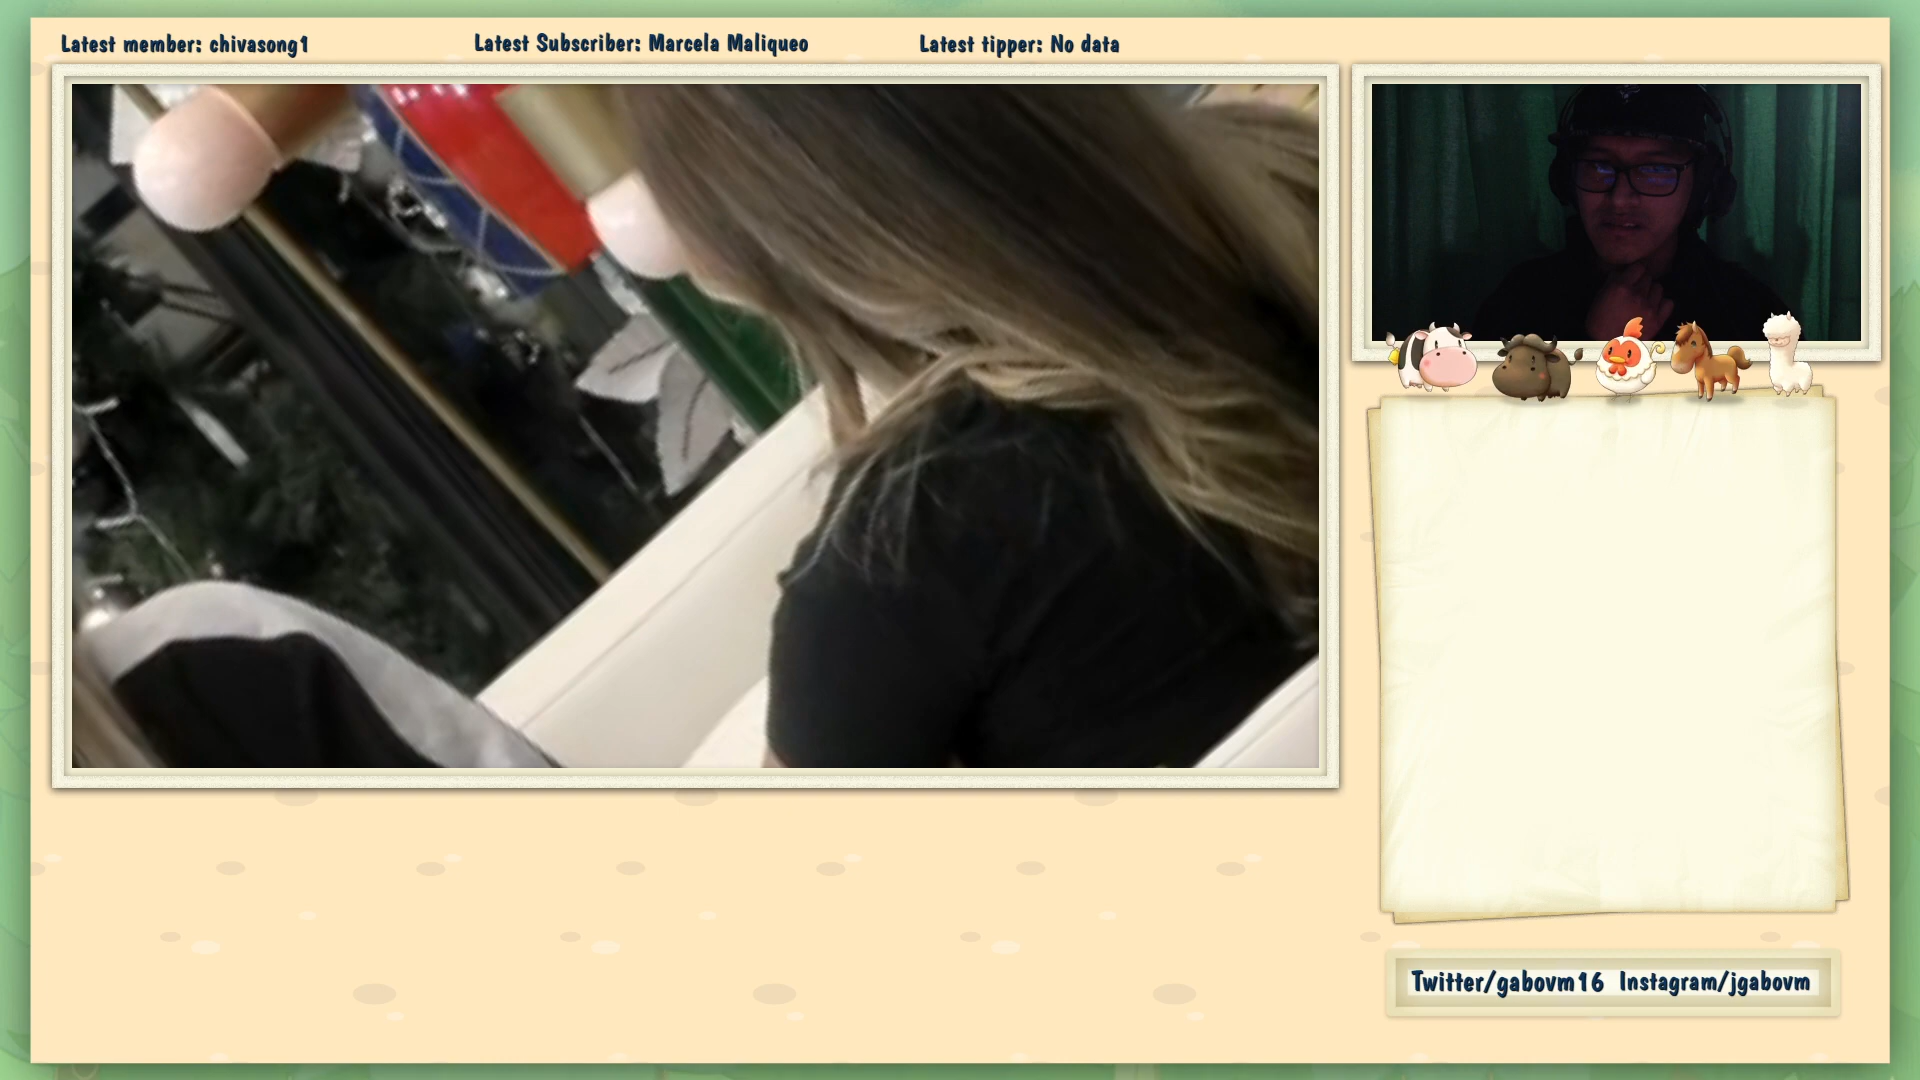 Latest member: chivasong1
Latest Subscriber: Marcela Maliqueo
Latest tipper: No data
Twitter/gabovm16 Instagram/jgabovm